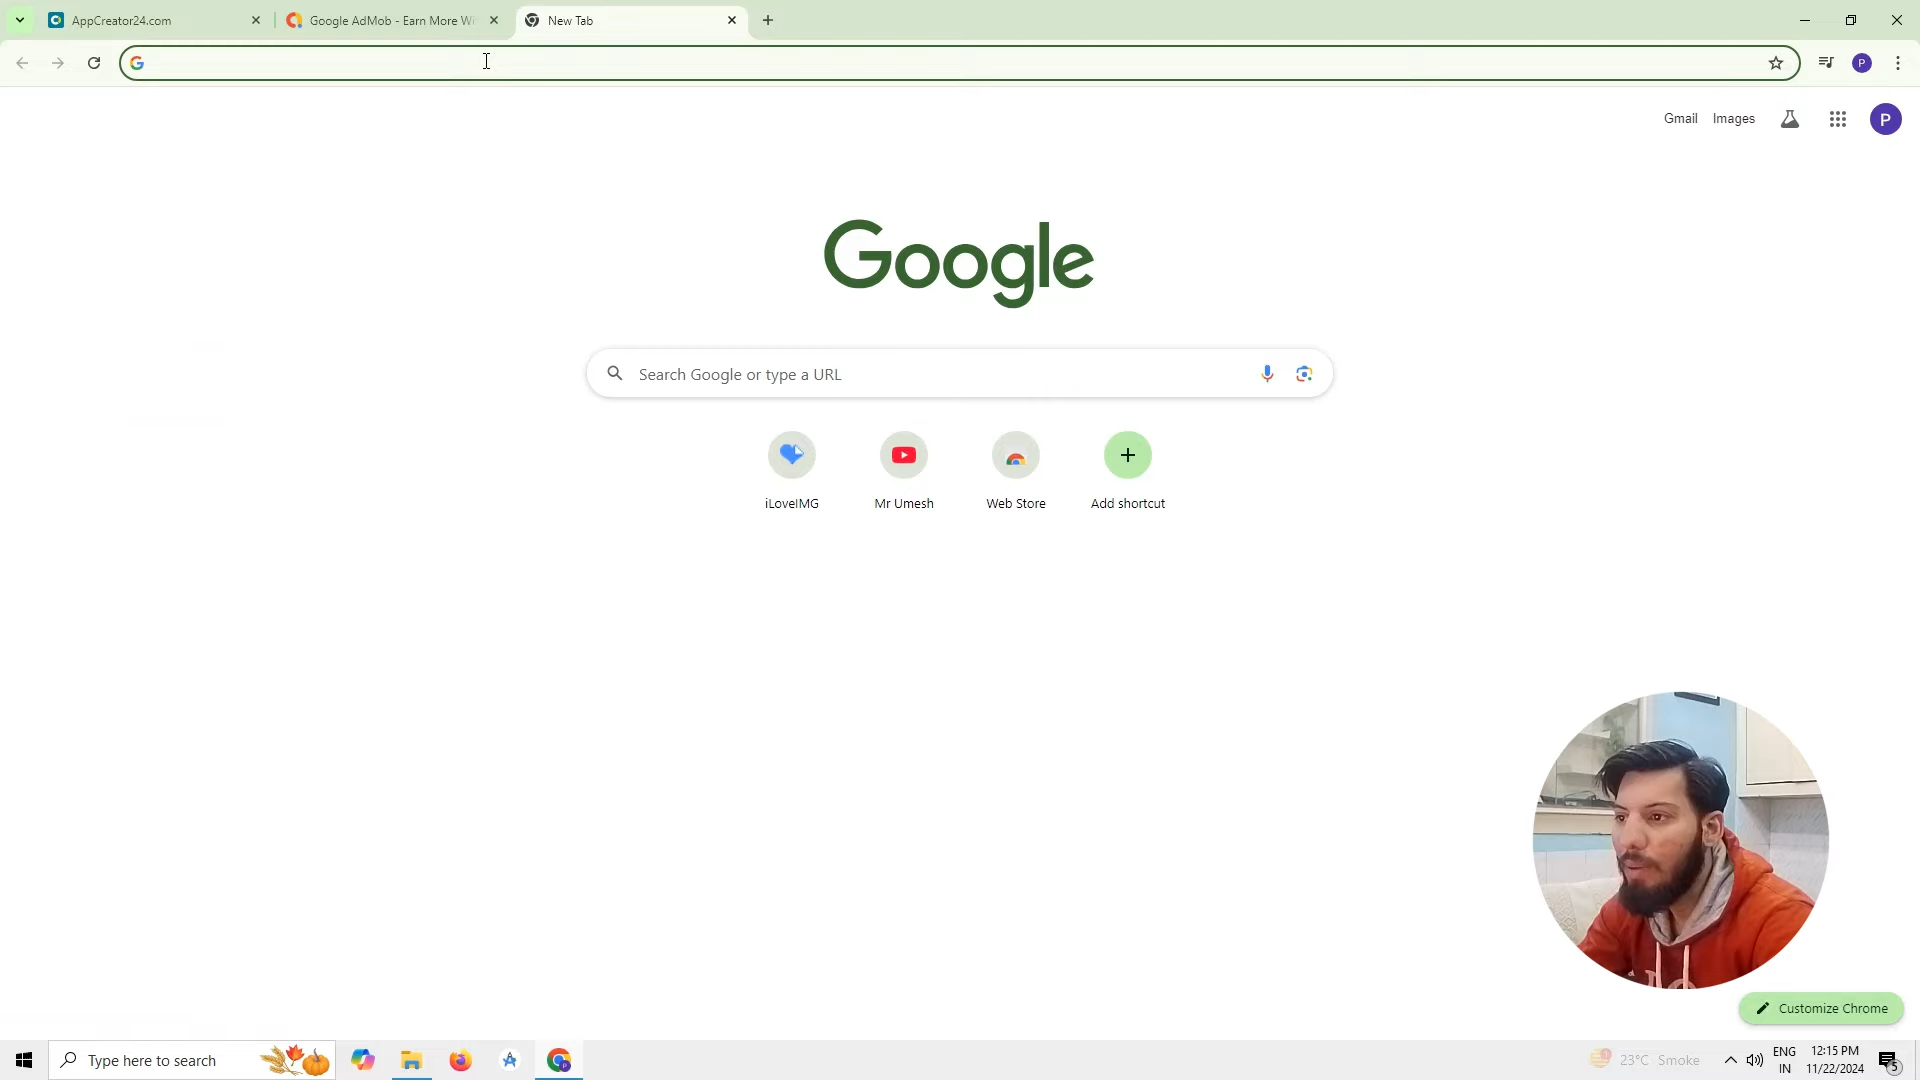 AppCreator24.com
Google AdMob - Earn More Wi
New Tab
P
Gmail
Images
P
Google
Search Google or type a URL
iLoveIMG
Mr Umesh
Web Store
Add shortcut
Customize Chrome
Type here to search
23°C Smoke
ENG
IN
12:15 PM
11/22/2024
5